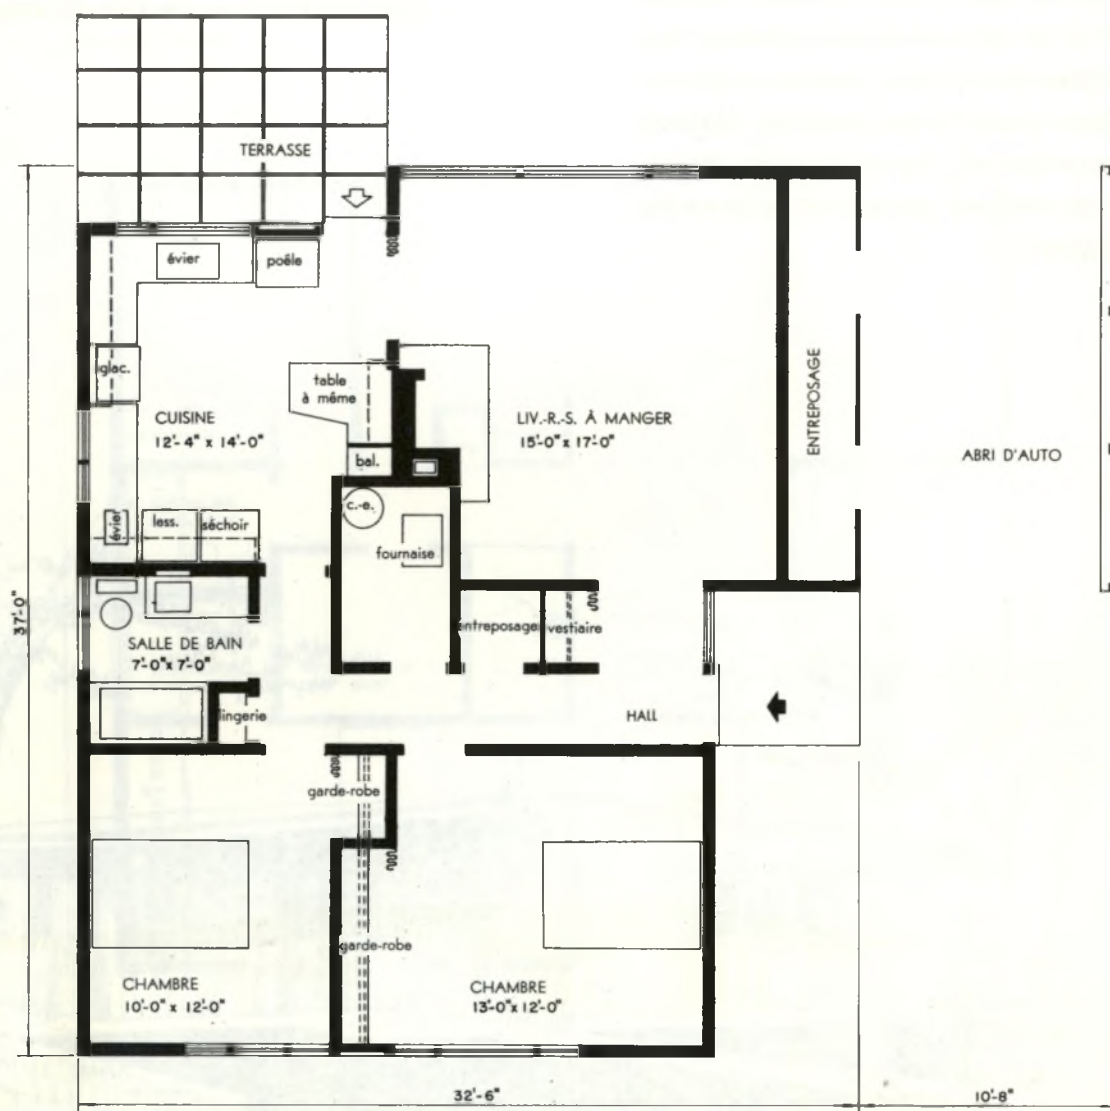 TERRASSE
évier
poêle
glac.
table
à même
CUISINE
12'-4" x 14'-0"
LIV.-R.-S. À MANGER
15'-0" x 17'-0"
ENTREPOSAGE
ABRI D'AUTO
bal.
c.-e.
évier
less.
séchoir
fournaise
37'-0"
SALLE DE BAIN
7'-0" x 7'-0"
entreposage
vestiaire
lingerie
HALL
garde-robe
garde-robe
CHAMBRE
10'-0" x 12'-0"
CHAMBRE
13'-0" x 12'-0"
32'-6"
10'-8"